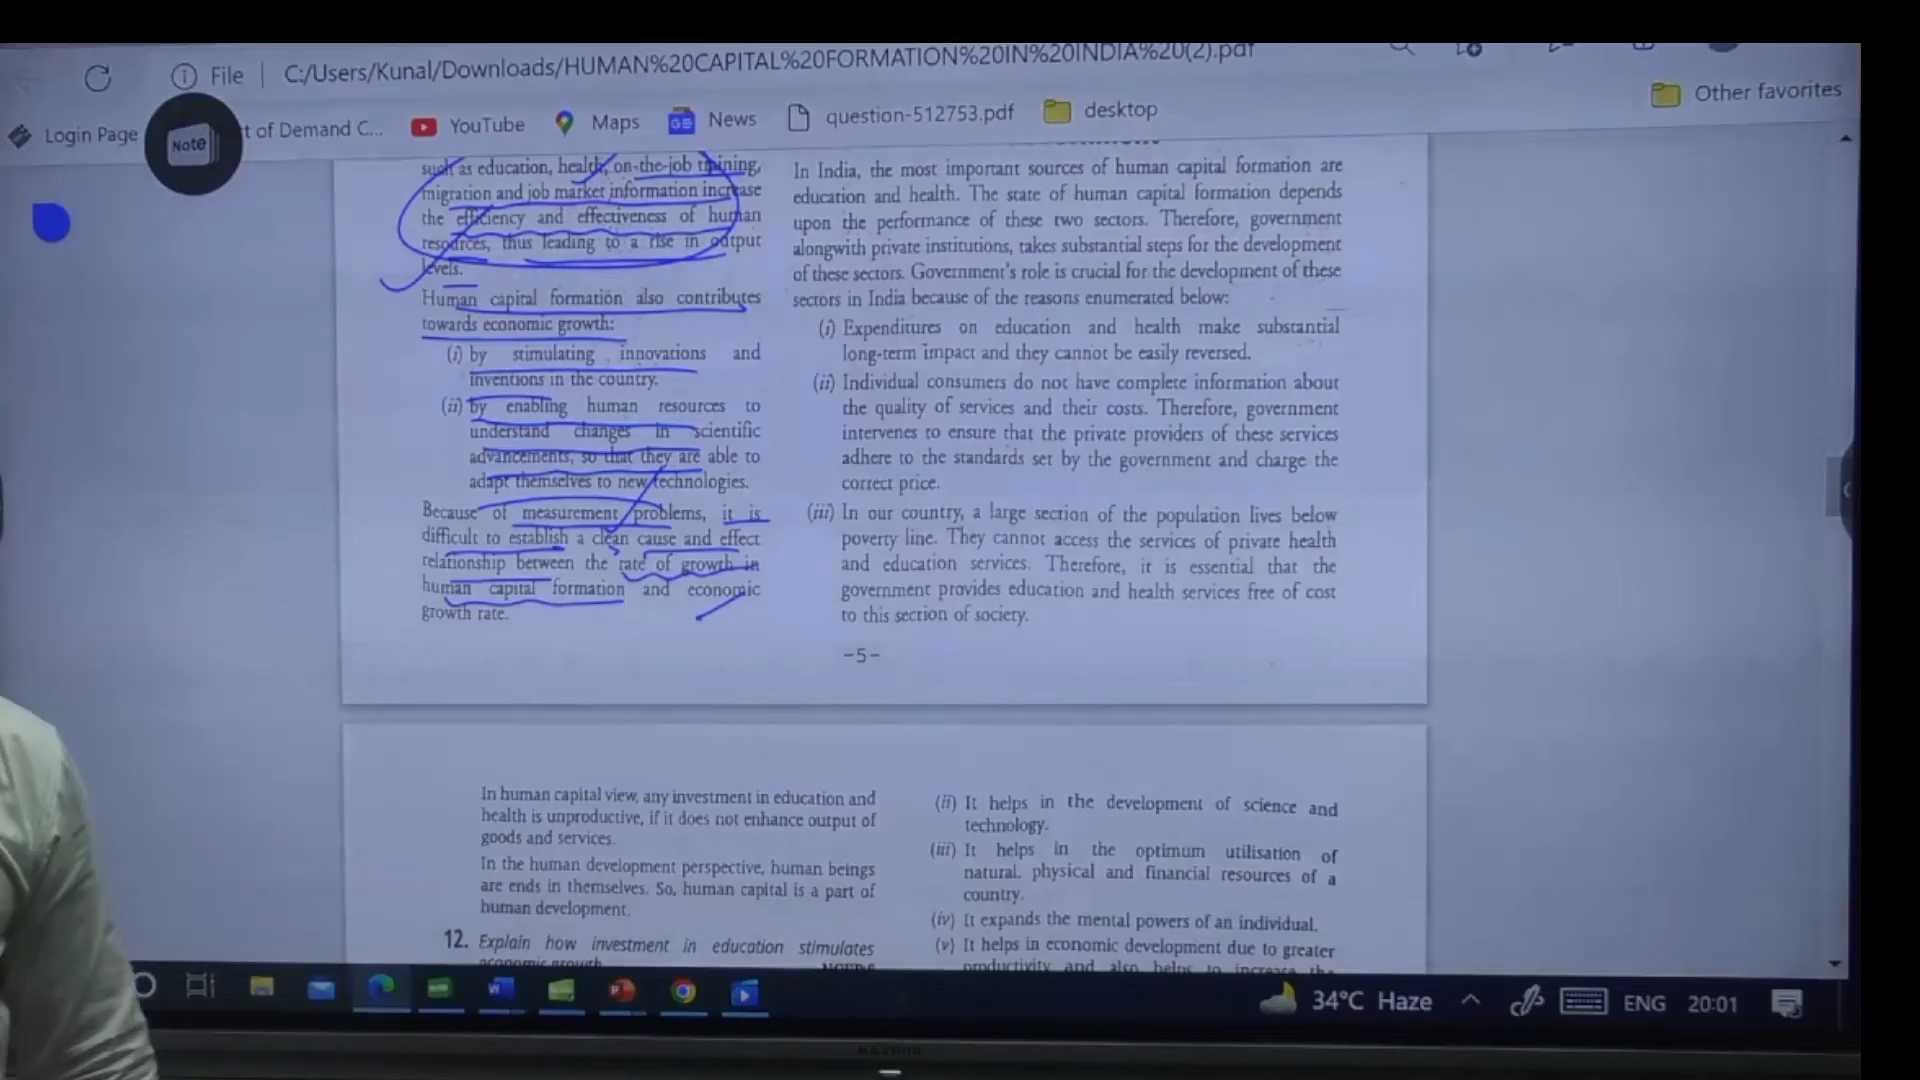 File | C:/Users/Kunal/Downloads/HUMAN%20CAPITAL%20FORMATION%20IN%20INDIA%20(2).pdf
Other favorites
Login Page
Note
t of Demand C...
YouTube
Maps
News
question-512753.pdf
desktop
such as education, health, on-the-job training,
migration and job market information increase
the efficiency and effectiveness of human
resources, thus leading to a rise in output
levels.
Human capital formation also contributes
towards economic growth:
(i) by stimulating innovations and
inventions in the country.
(ii) by enabling human resources to
understand changes in scientific
advancements, so that they are able to
adapt themselves to new technologies.
Because of measurement problems, it is
difficult to establish a clean cause and effect
relationship between the rate of growth in
human capital formation and economic
growth rate.
In India, the most important sources of human capital formation are
education and health. The state of human capital formation depends
upon the performance of these two sectors. Therefore, government
alongwith private institutions, takes substantial steps for the development
of these sectors. Government's role is crucial for the development of these
sectors in India because of the reasons enumerated below:
(i) Expenditures on education and health make substantial
long-term impact and they cannot be easily reversed.
(ii) Individual consumers do not have complete information about
the quality of services and their costs. Therefore, government
intervenes to ensure that the private providers of these services
adhere to the standards set by the government and charge the
correct price.
(iii) In our country, a large section of the population lives below
poverty line. They cannot access the services of private health
and education services. Therefore, it is essential that the
government provides education and health services free of cost
to this section of society.
-5-
In human capital view, any investment in education and
health is unproductive, if it does not enhance output of
goods and services.
In the human development perspective, human beings
are ends in themselves. So, human capital is a part of
human development.
12. Explain how investment in education stimulates
economic growth
(ii) It helps in the development of science and
technology.
(iii) It helps in the optimum utilisation of
natural, physical and financial resources of a
country.
(iv) It expands the mental powers of an individual.
(v) It helps in economic development due to greater
productivity and also helps to increase the
34°C Haze
ENG
20:01